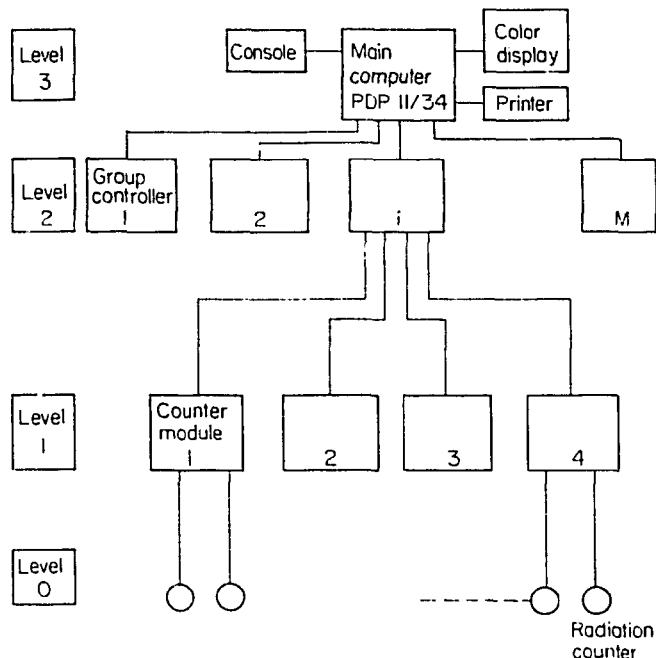 Level
3
Console
Main
computer
PDP 11/34
Color
display
Printer
Level
2
Group
controller
1
2
i
M
Level
1
Counter
module
1
2
3
4
Level
0
Radiation
counter